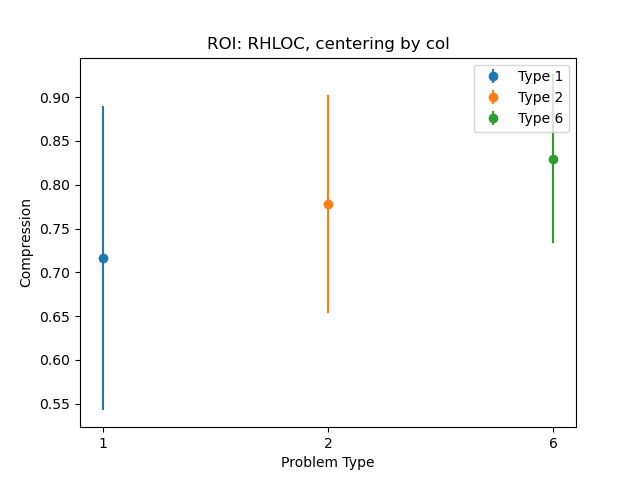 ROI: RHLOC, centering by col
Type 1
Type 2
Type 6
0.90
0.85
0.80
0.75
0.70
0.65
0.60
0.55
Compression
1
2
6
Problem Type